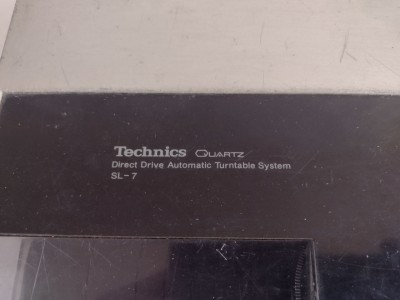 Technics QUARTZ
Direct Drive Automatic Turntable System
SL-7